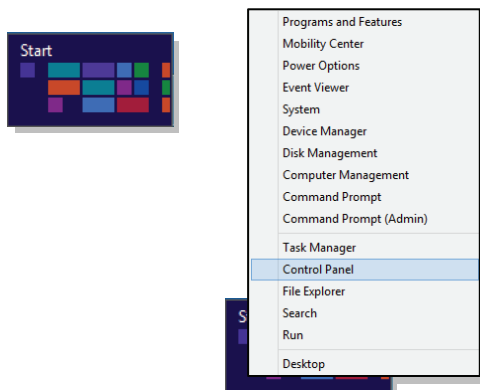 Start
Programs and Features
Mobility Center
Power Options
Event Viewer
System
Device Manager
Disk Management
Computer Management
Command Prompt
Command Prompt (Admin)
Task Manager
Control Panel
File Explorer
Search
Run
Desktop